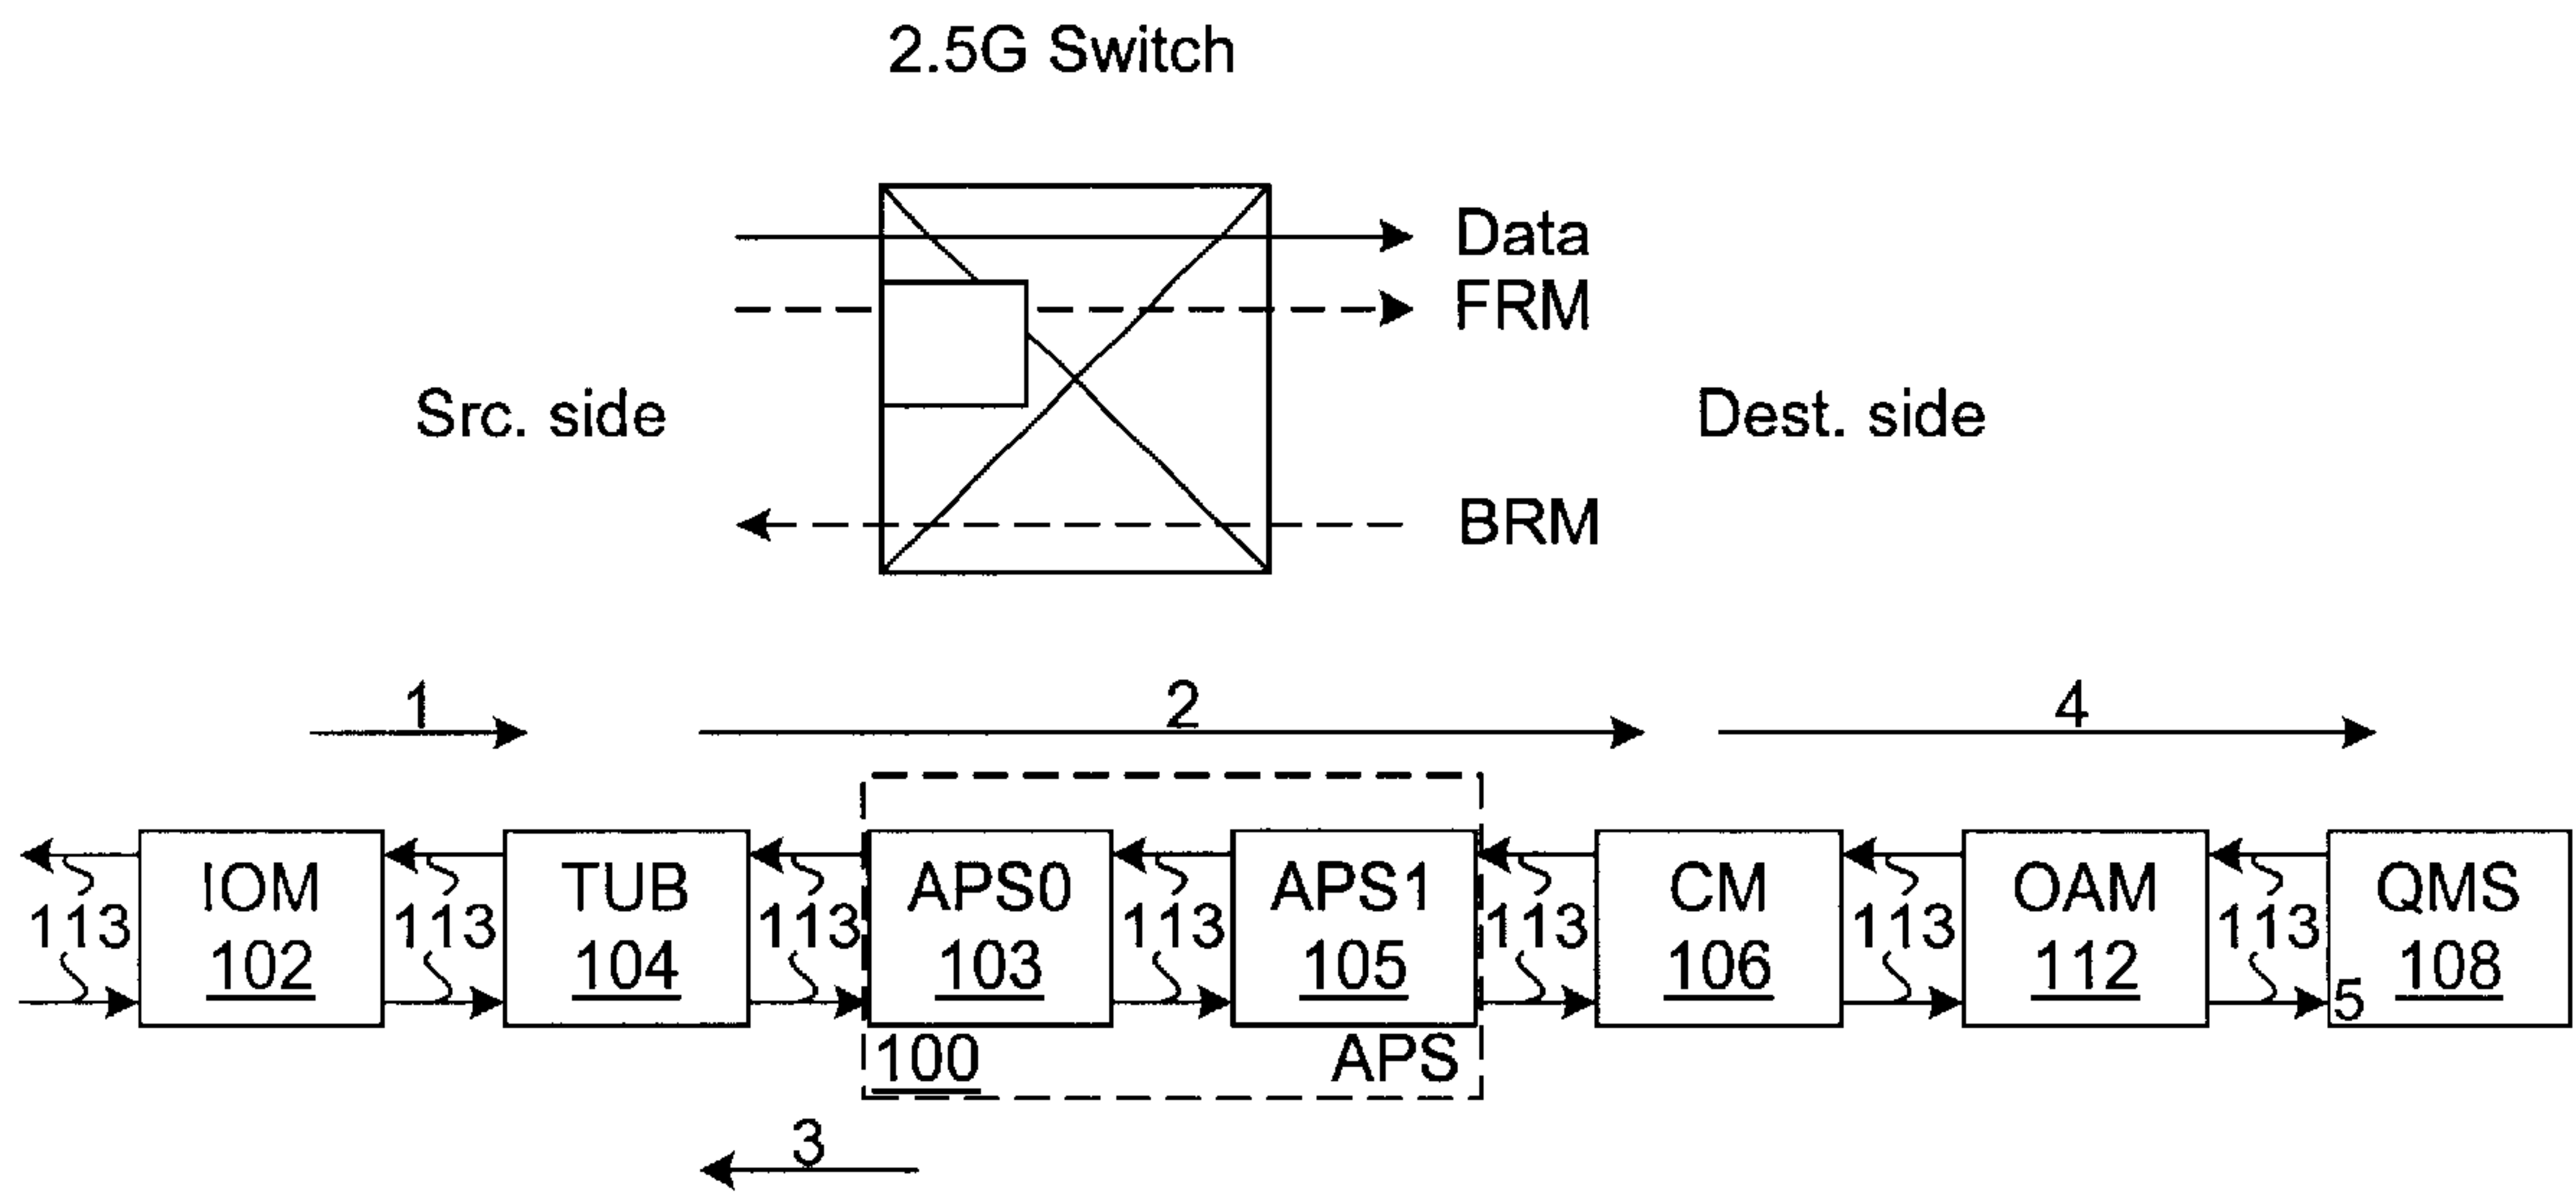 2.5G Switch
Data
FRM
Src. side
Dest. side
BRM
1
2
4
IOM
TUB
APS0
APS1
CM
OAM
QMS
113
113
113
113
113
113
113
102
104
103
105
106
112
5
108
100
APS
3